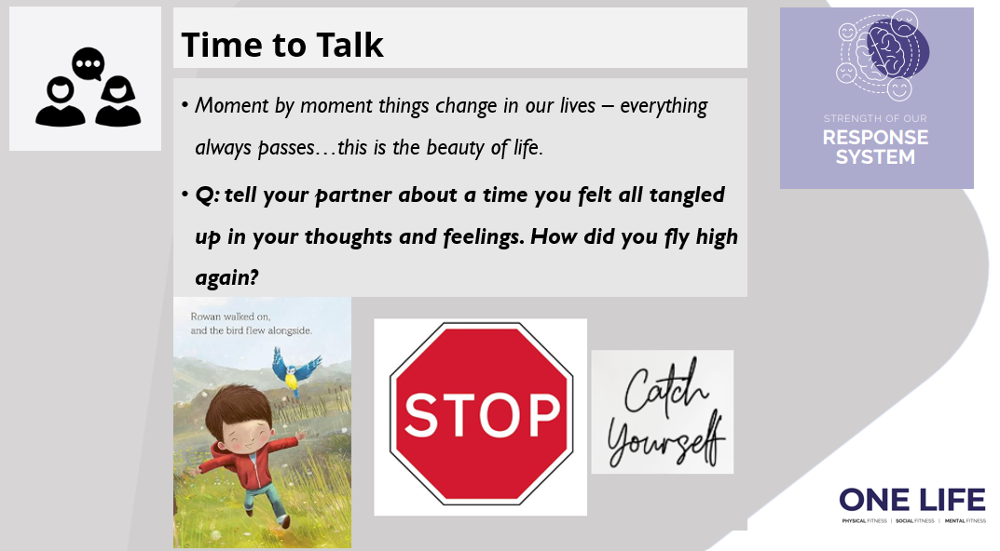 Time to Talk
• Moment by moment things change in our lives – everything
always passes…this is the beauty of life.
• Q: tell your partner about a time you felt all tangled
up in your thoughts and feelings. How did you fly high
again?
STRENGTH OF OUR
RESPONSE
SYSTEM
Rowan walked on,
and the bird flew alongside.
STOP
Catch
Yourself
ONE LIFE
PHYSICAL FITNESS | SOCIAL FITNESS | MENTAL FITNESS